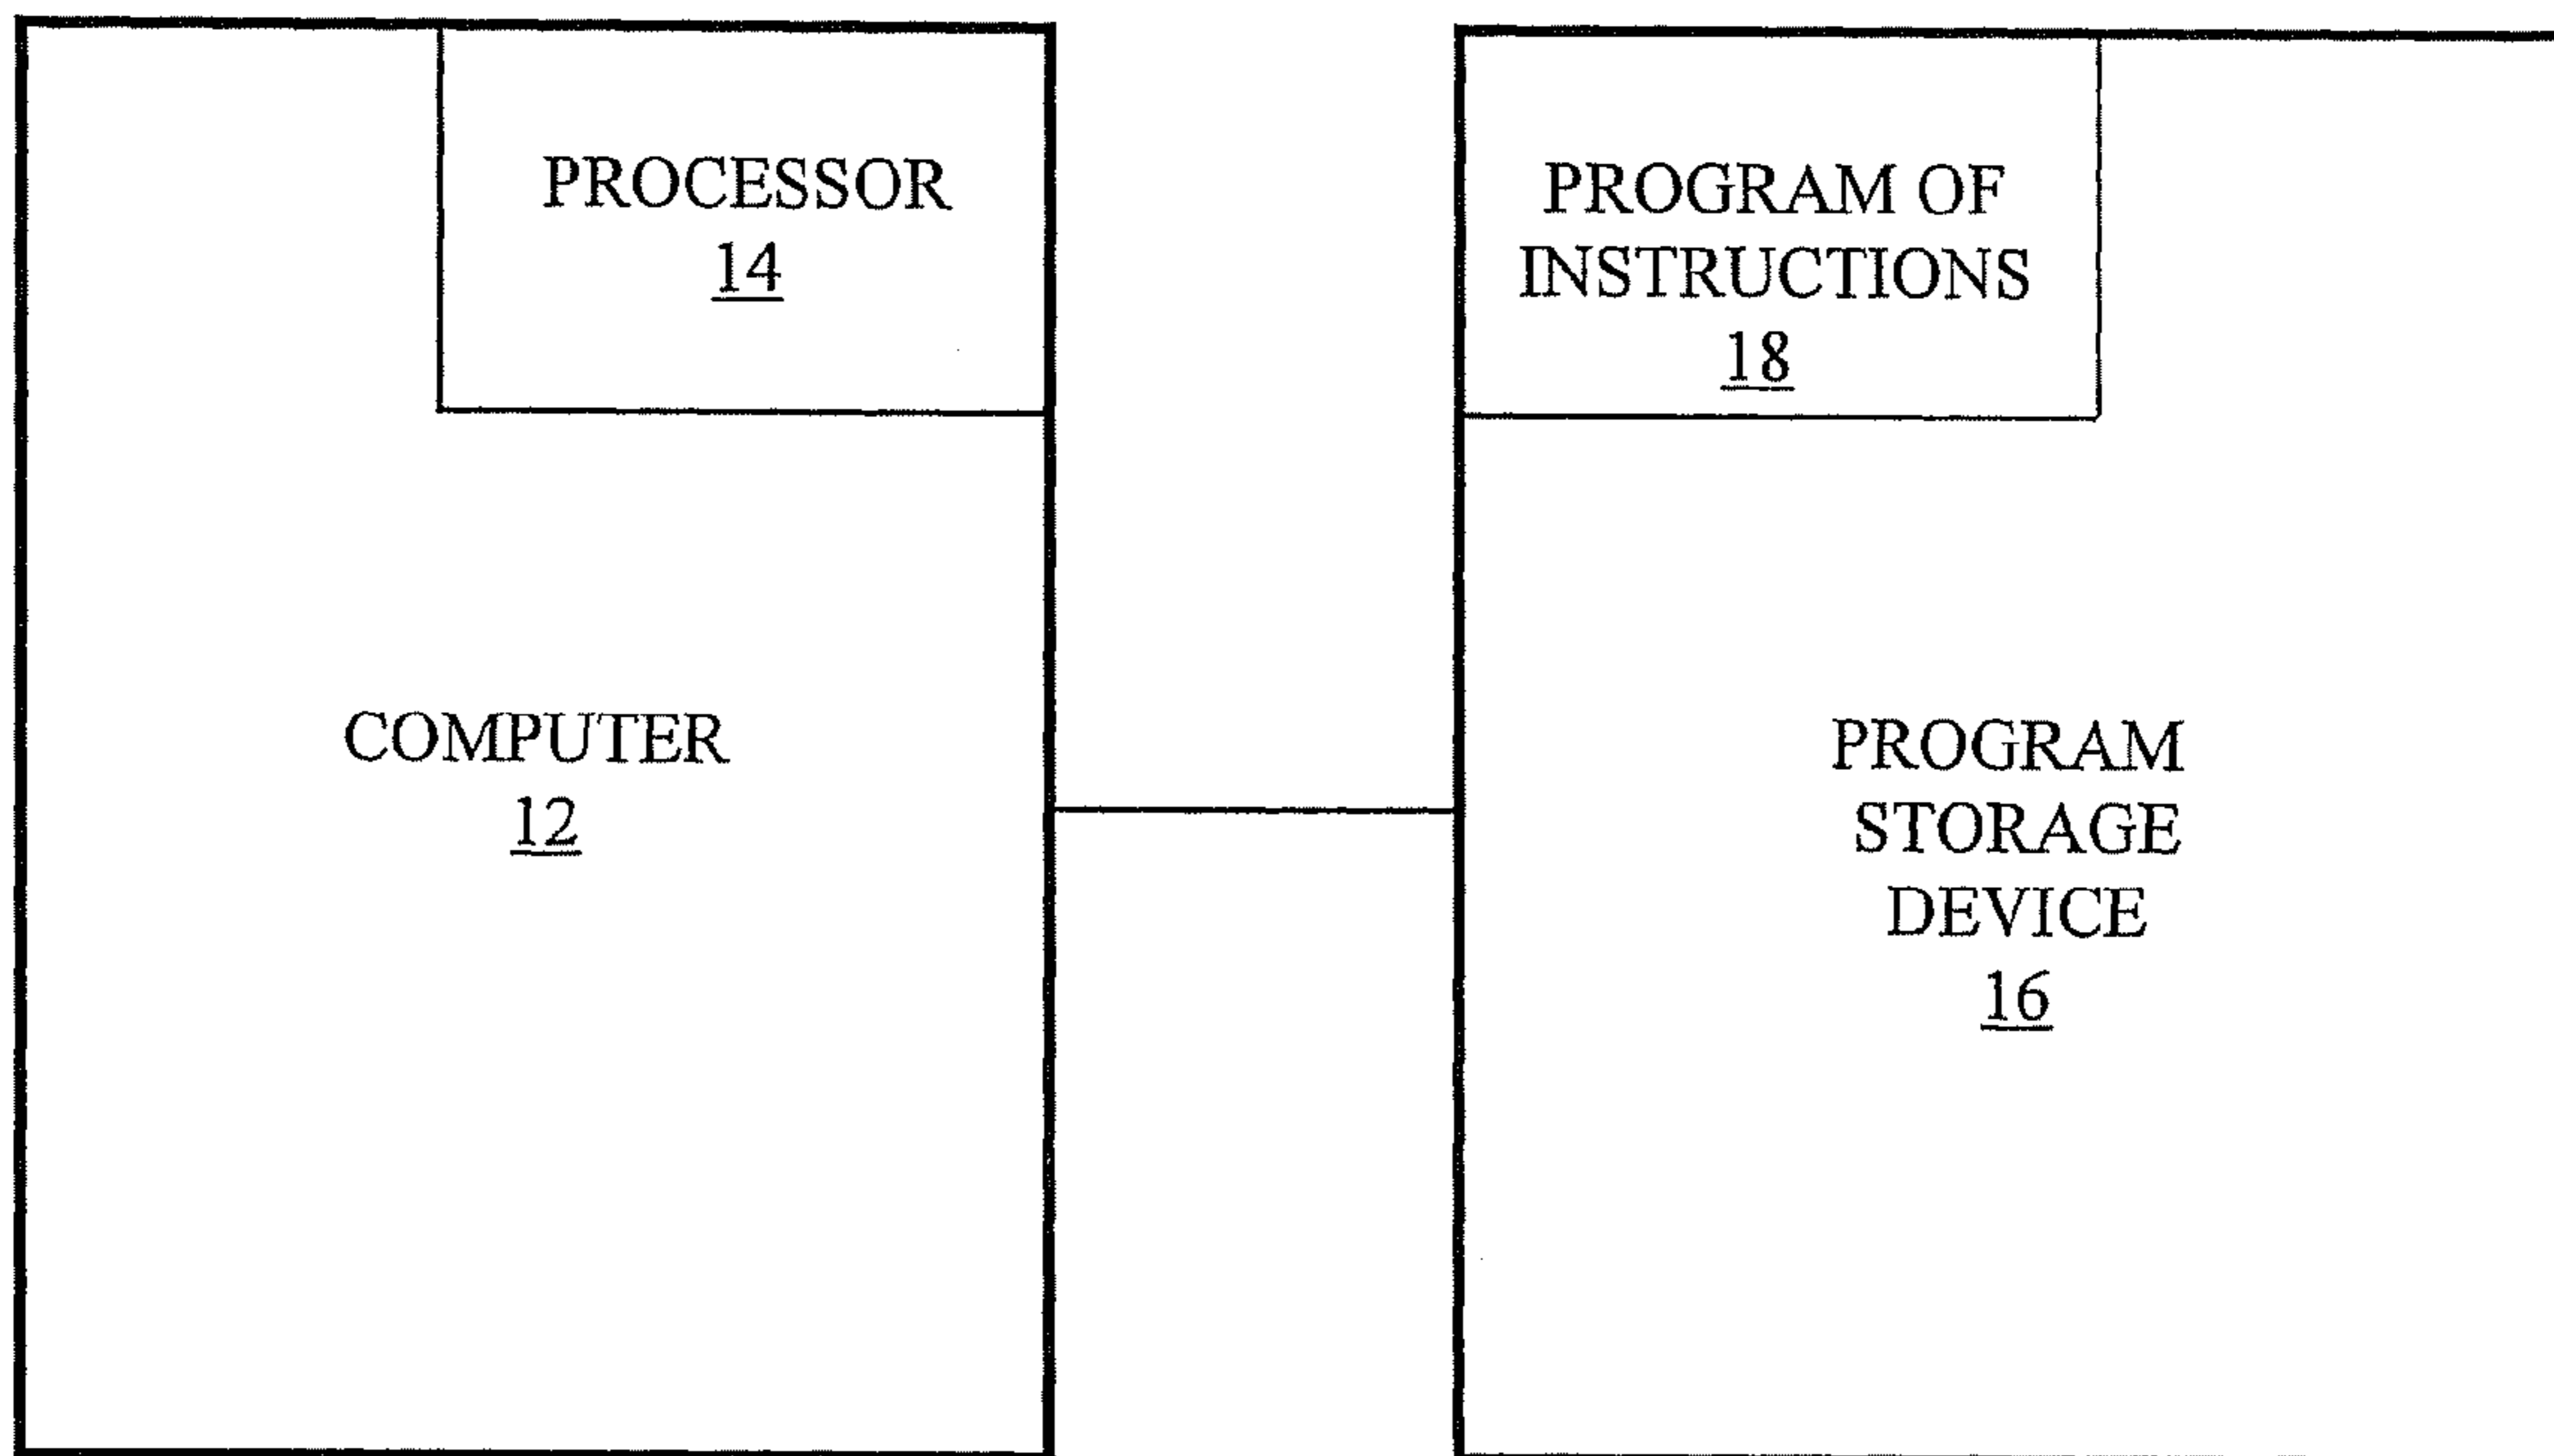 PROCESSOR
14
PROGRAM OF
INSTRUCTIONS
18
COMPUTER
12
PROGRAM
STORAGE
DEVICE
16